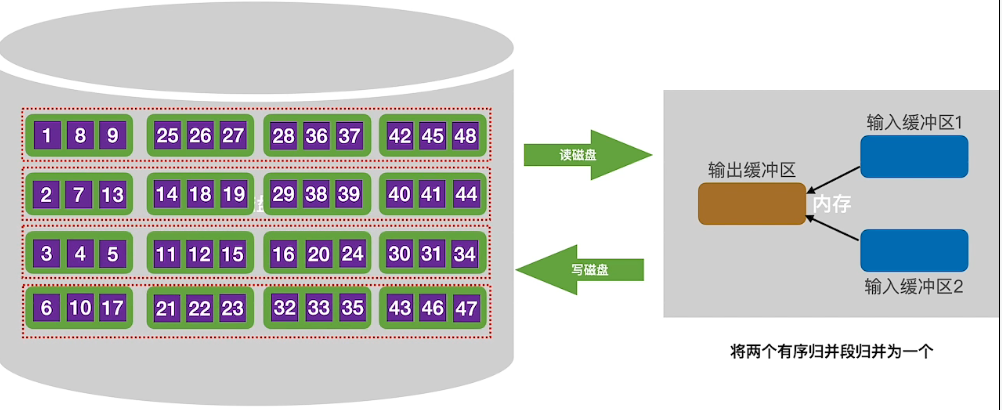 1 8 9 25 26 27 28 36 37 42 45 48
2 7 13 14 18 19 29 38 39 40 41 44
盘
3 4 5 11 12 15 16 20 24 30 31 34
6 10 17 21 22 23 32 33 35 43 46 47
读磁盘
写磁盘
输入缓冲区1
输出缓冲区
内存
输入缓冲区2
将两个有序归并段归并为一个